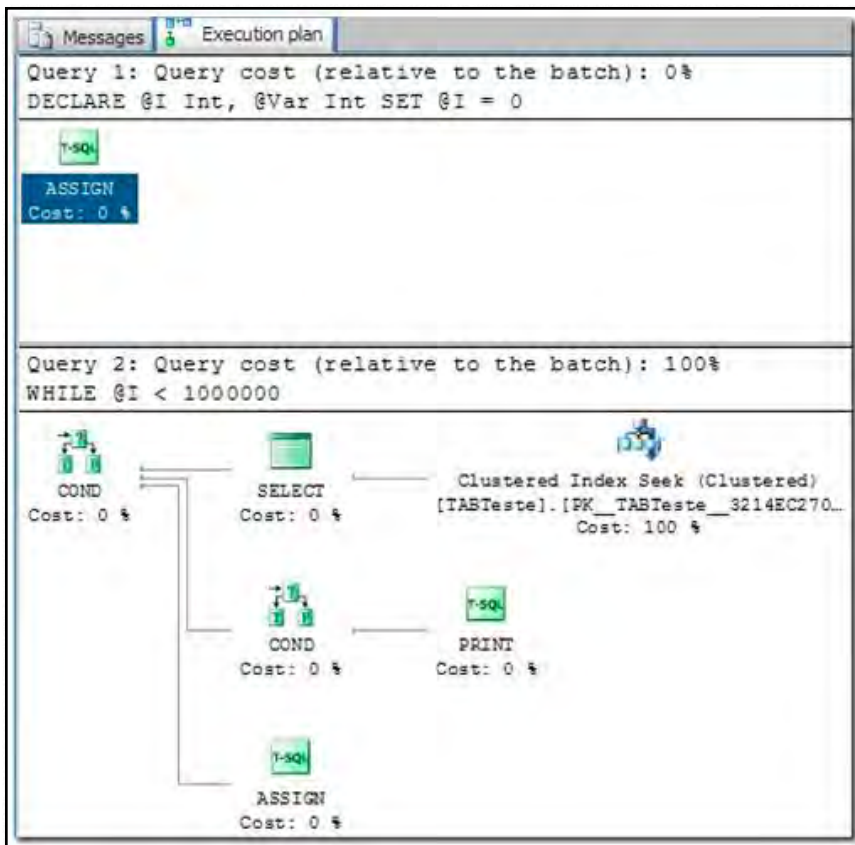 Messages Execution plan
Query 1: Query cost (relative to the batch): 0%
DECLARE @I Int, @Var Int SET @I = 0
T-SQL
ASSIGN
Cost: 0 %
Query 2: Query cost (relative to the batch): 100%
WHILE @I < 1000000
COND
Cost: 0 %
SELECT
Cost: 0 %
Clustered Index Seek (Clustered)
[TABTeste].[PK__TABTeste__3214EC270…
Cost: 100 %
COND
Cost: 0 %
T-SQL
PRINT
Cost: 0 %
T-SQL
ASSIGN
Cost: 0 %